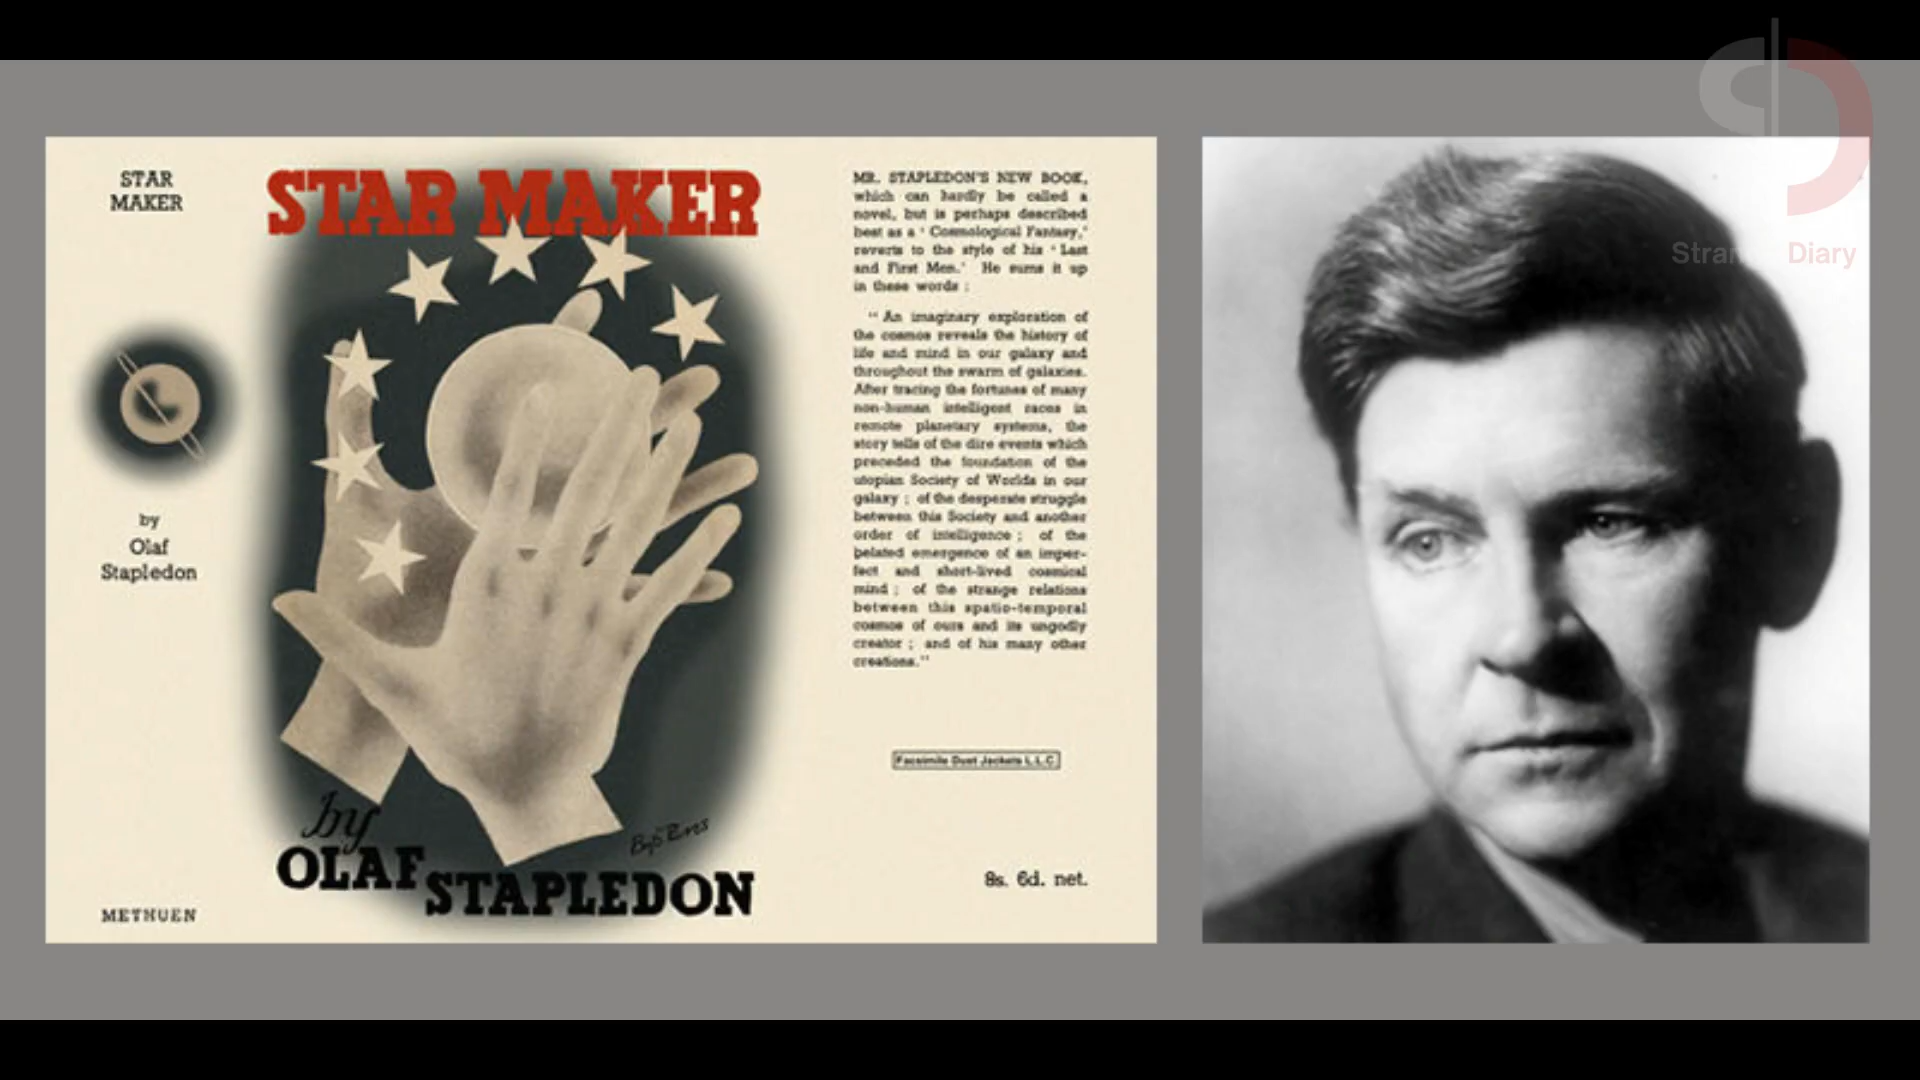 STAR
MAKER
by
Olaf
Stapledon
METHUEN
STAR MAKER
by
OLAF
STAPLEDON
MR. STAPLEDON'S NEW BOOK,
which can hardly be called a
novel, but is perhaps described
best as a ' Cosmological Fantasy,'
reverts to the style of his ' Last
and First Men.' He sums it up
in these words :
" An imaginary exploration of
the cosmos reveals the history of
life and mind in our galaxy and
throughout the swarm of galaxies.
After tracing the fortunes of many
non-human intelligent races in
remote planetary systems, the
story tells of the dire events which
preceded the foundation of the
utopian Society of Worlds in our
galaxy ; of the desperate struggle
between this Society and another
order of intelligence ; of the
belated emergence of an imper-
fect and short-lived cosmical
mind ; of the strange relations
between this spatio-temporal
cosmos of ours and its ungodly
creator ; and of his many other
creations."
Facsimile Dust Jackets L.L.C.
8s. 6d. net.
Diary